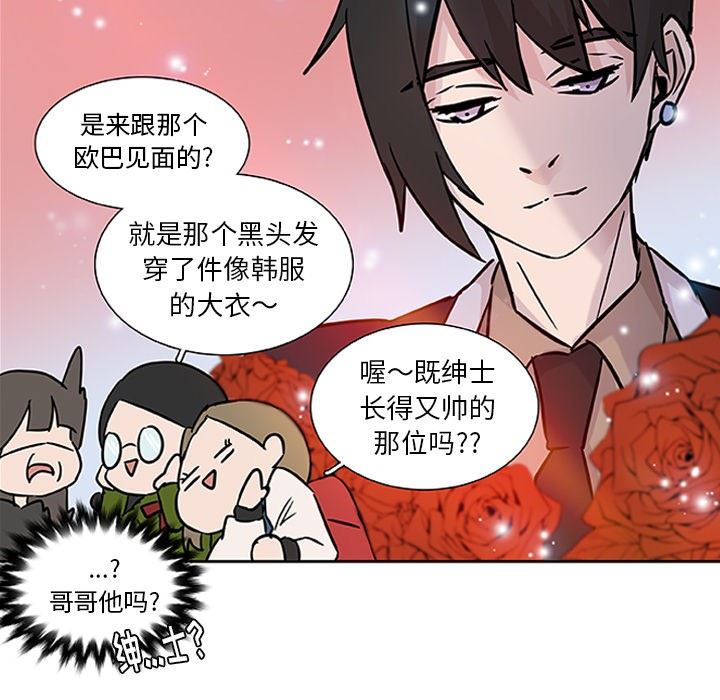 是来跟那个
欧巴见面的?
就是那个黑头发
穿了件像韩服
的大衣～
喔～既绅士
长得又帅的
那位吗??
...?
哥哥他吗?
绅...士?